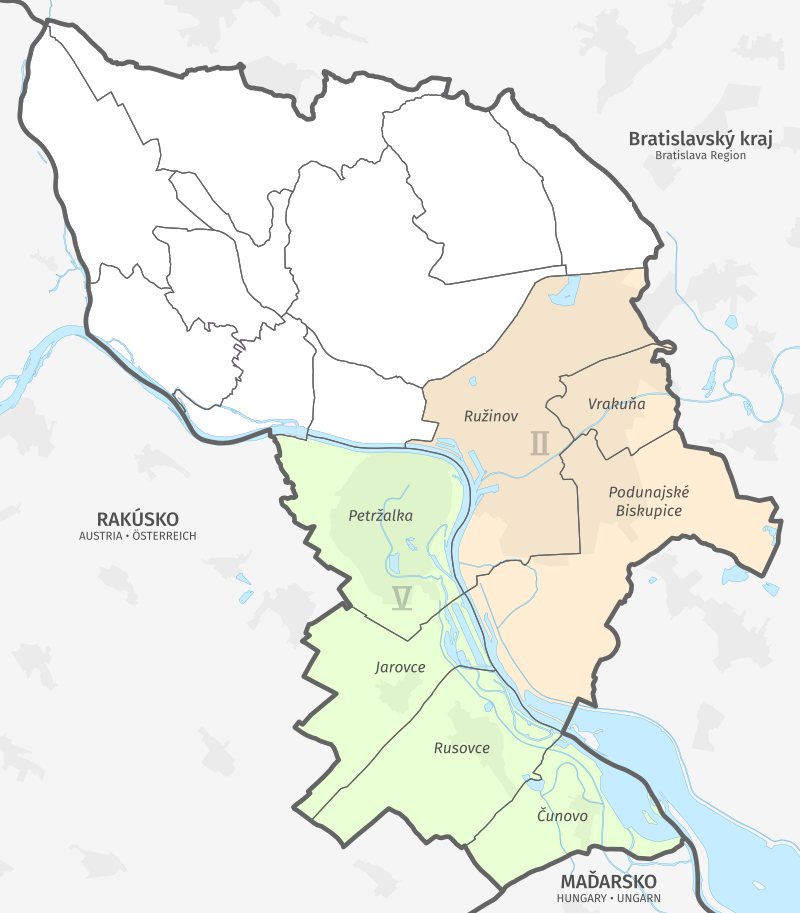 Bratislavský kraj
Bratislava Region
Ružinov
Vrakuňa
II
Podunajské
Biskupice
Petržalka
RAKÚSKO
AUSTRIA • ÖSTERREICH
V
Jarovce
Rusovce
Čunovo
MAĎARSKO
HUNGARY • UNGARN